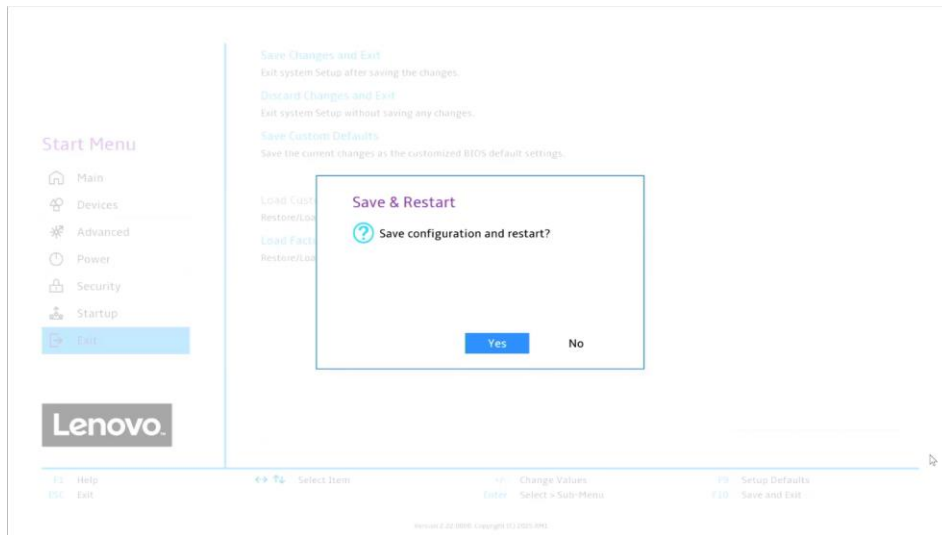 Start Menu
Main
Devices
Advanced
Power
Security
Startup
Exit
Lenovo
Save Changes and Exit
Exit system Setup after saving the changes.
Discard Changes and Exit
Exit system Setup without saving any changes.
Save Custom Defaults
Save the current changes as the customized BIOS default settings.
Load Cust
Restore/Loa
Load Fact
Restore/Loa
Save & Restart
Save configuration and restart?
Yes No
F1 Help
ESC Exit
Select Item
+/- Change Values
Enter Select > Sub-Menu
F9 Setup Defaults
F10 Save and Exit